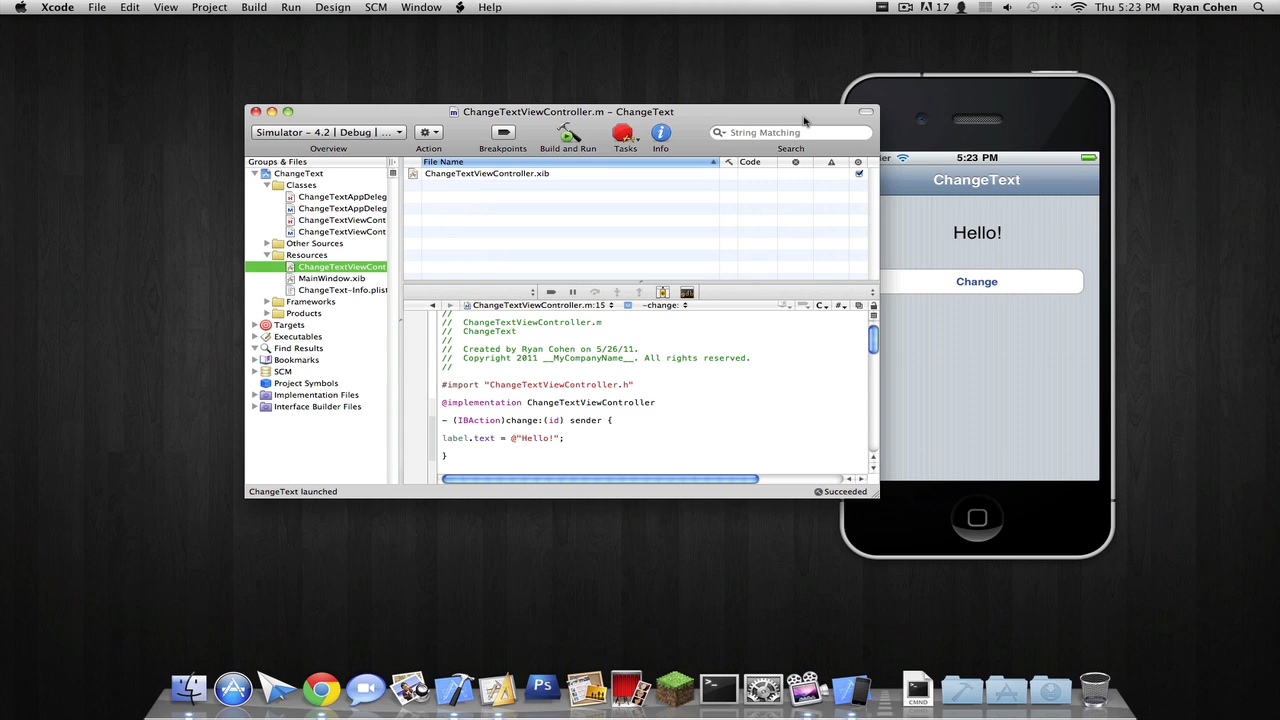 Xcode File Edit View Project Build Run Design SCM Window Help 17 Thu 5:23 PM Ryan Cohen
ChangeTextViewController.m – ChangeText
Simulator - 4.2 | Debug | ...
String Matching
Overview Action Breakpoints Build and Run Tasks Info Search
Groups & Files
ChangeText
Classes
ChangeTextAppDeleg
ChangeTextAppDeleg
ChangeTextViewCont
ChangeTextViewCont
Other Sources
Resources
ChangeTextViewCont
MainWindow.xib
ChangeText-Info.plist
Frameworks
Products
Targets
Executables
Find Results
Bookmarks
SCM
Project Symbols
Implementation Files
Interface Builder Files
File Name Code
ChangeTextViewController.xib
ChangeTextViewController.m:15 -change: C #
//
// ChangeTextViewController.m
// ChangeText
//
// Created by Ryan Cohen on 5/26/11.
// Copyright 2011 __MyCompanyName__. All rights reserved.
//
#import "ChangeTextViewController.h"
@implementation ChangeTextViewController
- (IBAction)change:(id) sender {
label.text = @"Hello!";
}
ChangeText launched
Succeeded
5:23 PM
ChangeText
Hello!
Change
Ps
CMND